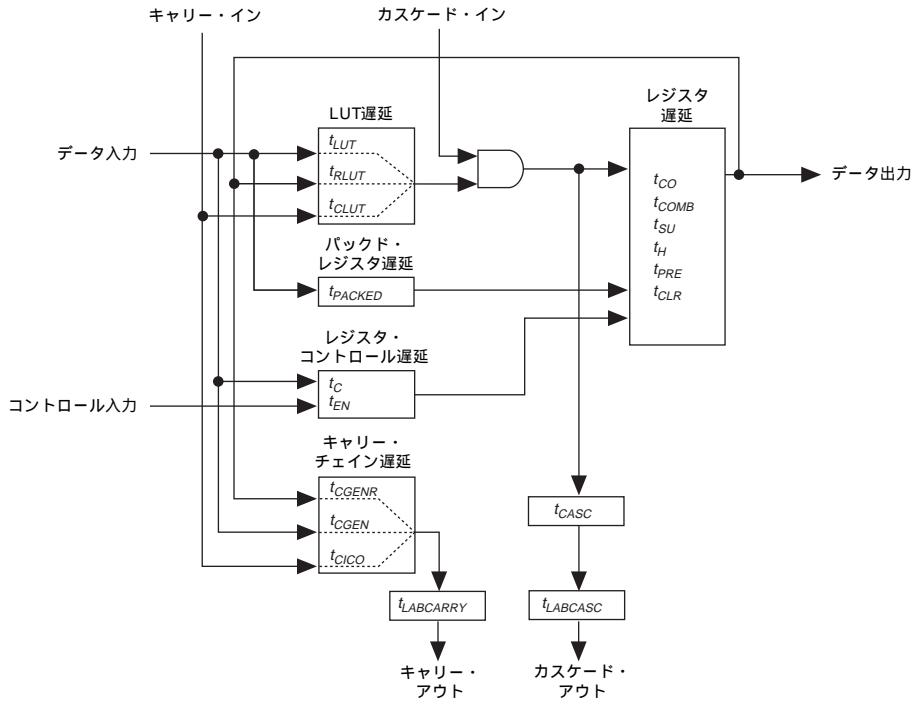 キャリー・イン
カスケード・イン
レジスタ
遅延
LUT遅延
データ入力
tLUT
tRLUT
tCLUT
tCO
tCOMB
tSU
tH
tPRE
tCLR
データ出力
パックド・
レジスタ遅延
tPACKED
レジスタ・
コントロール遅延
tC
tEN
コントロール入力
キャリー・
チェイン遅延
tCGENR
tCGEN
tCICO
tCASC
tLABCARRY
tLABCASC
キャリー・
アウト
カスケード・
アウト